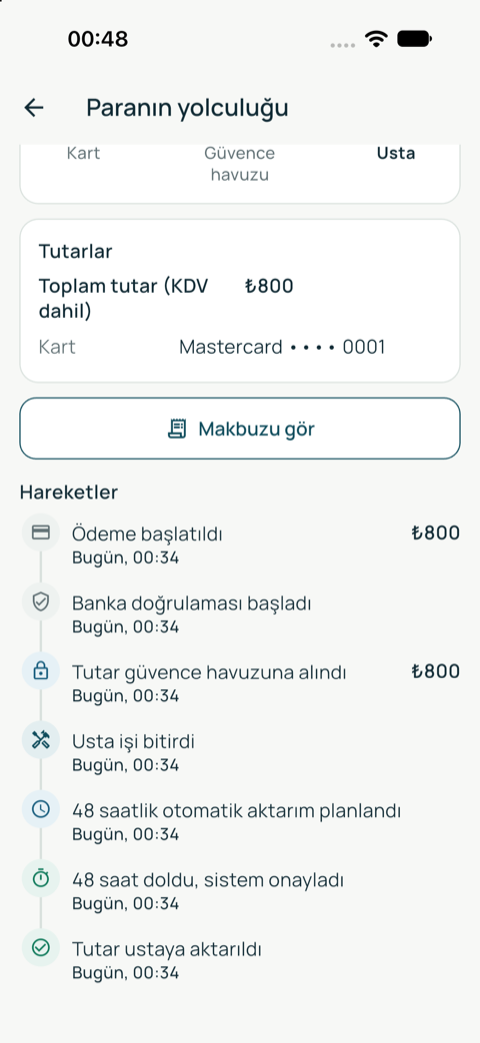 00:48
Paranın yolculuğu
Kart
Güvence
havuzu
Usta
Tutarlar
Toplam tutar (KDV
dahil)
₺800
Kart
Mastercard • • • • 0001
Makbuzu gör
Hareketler
Ödeme başlatıldı
₺800
Bugün, 00:34
Banka doğrulaması başladı
Bugün, 00:34
Tutar güvence havuzuna alındı
₺800
Bugün, 00:34
Usta işi bitirdi
Bugün, 00:34
48 saatlik otomatik aktarım planlandı
Bugün, 00:34
48 saat doldu, sistem onayladı
Bugün, 00:34
Tutar ustaya aktarıldı
Bugün, 00:34